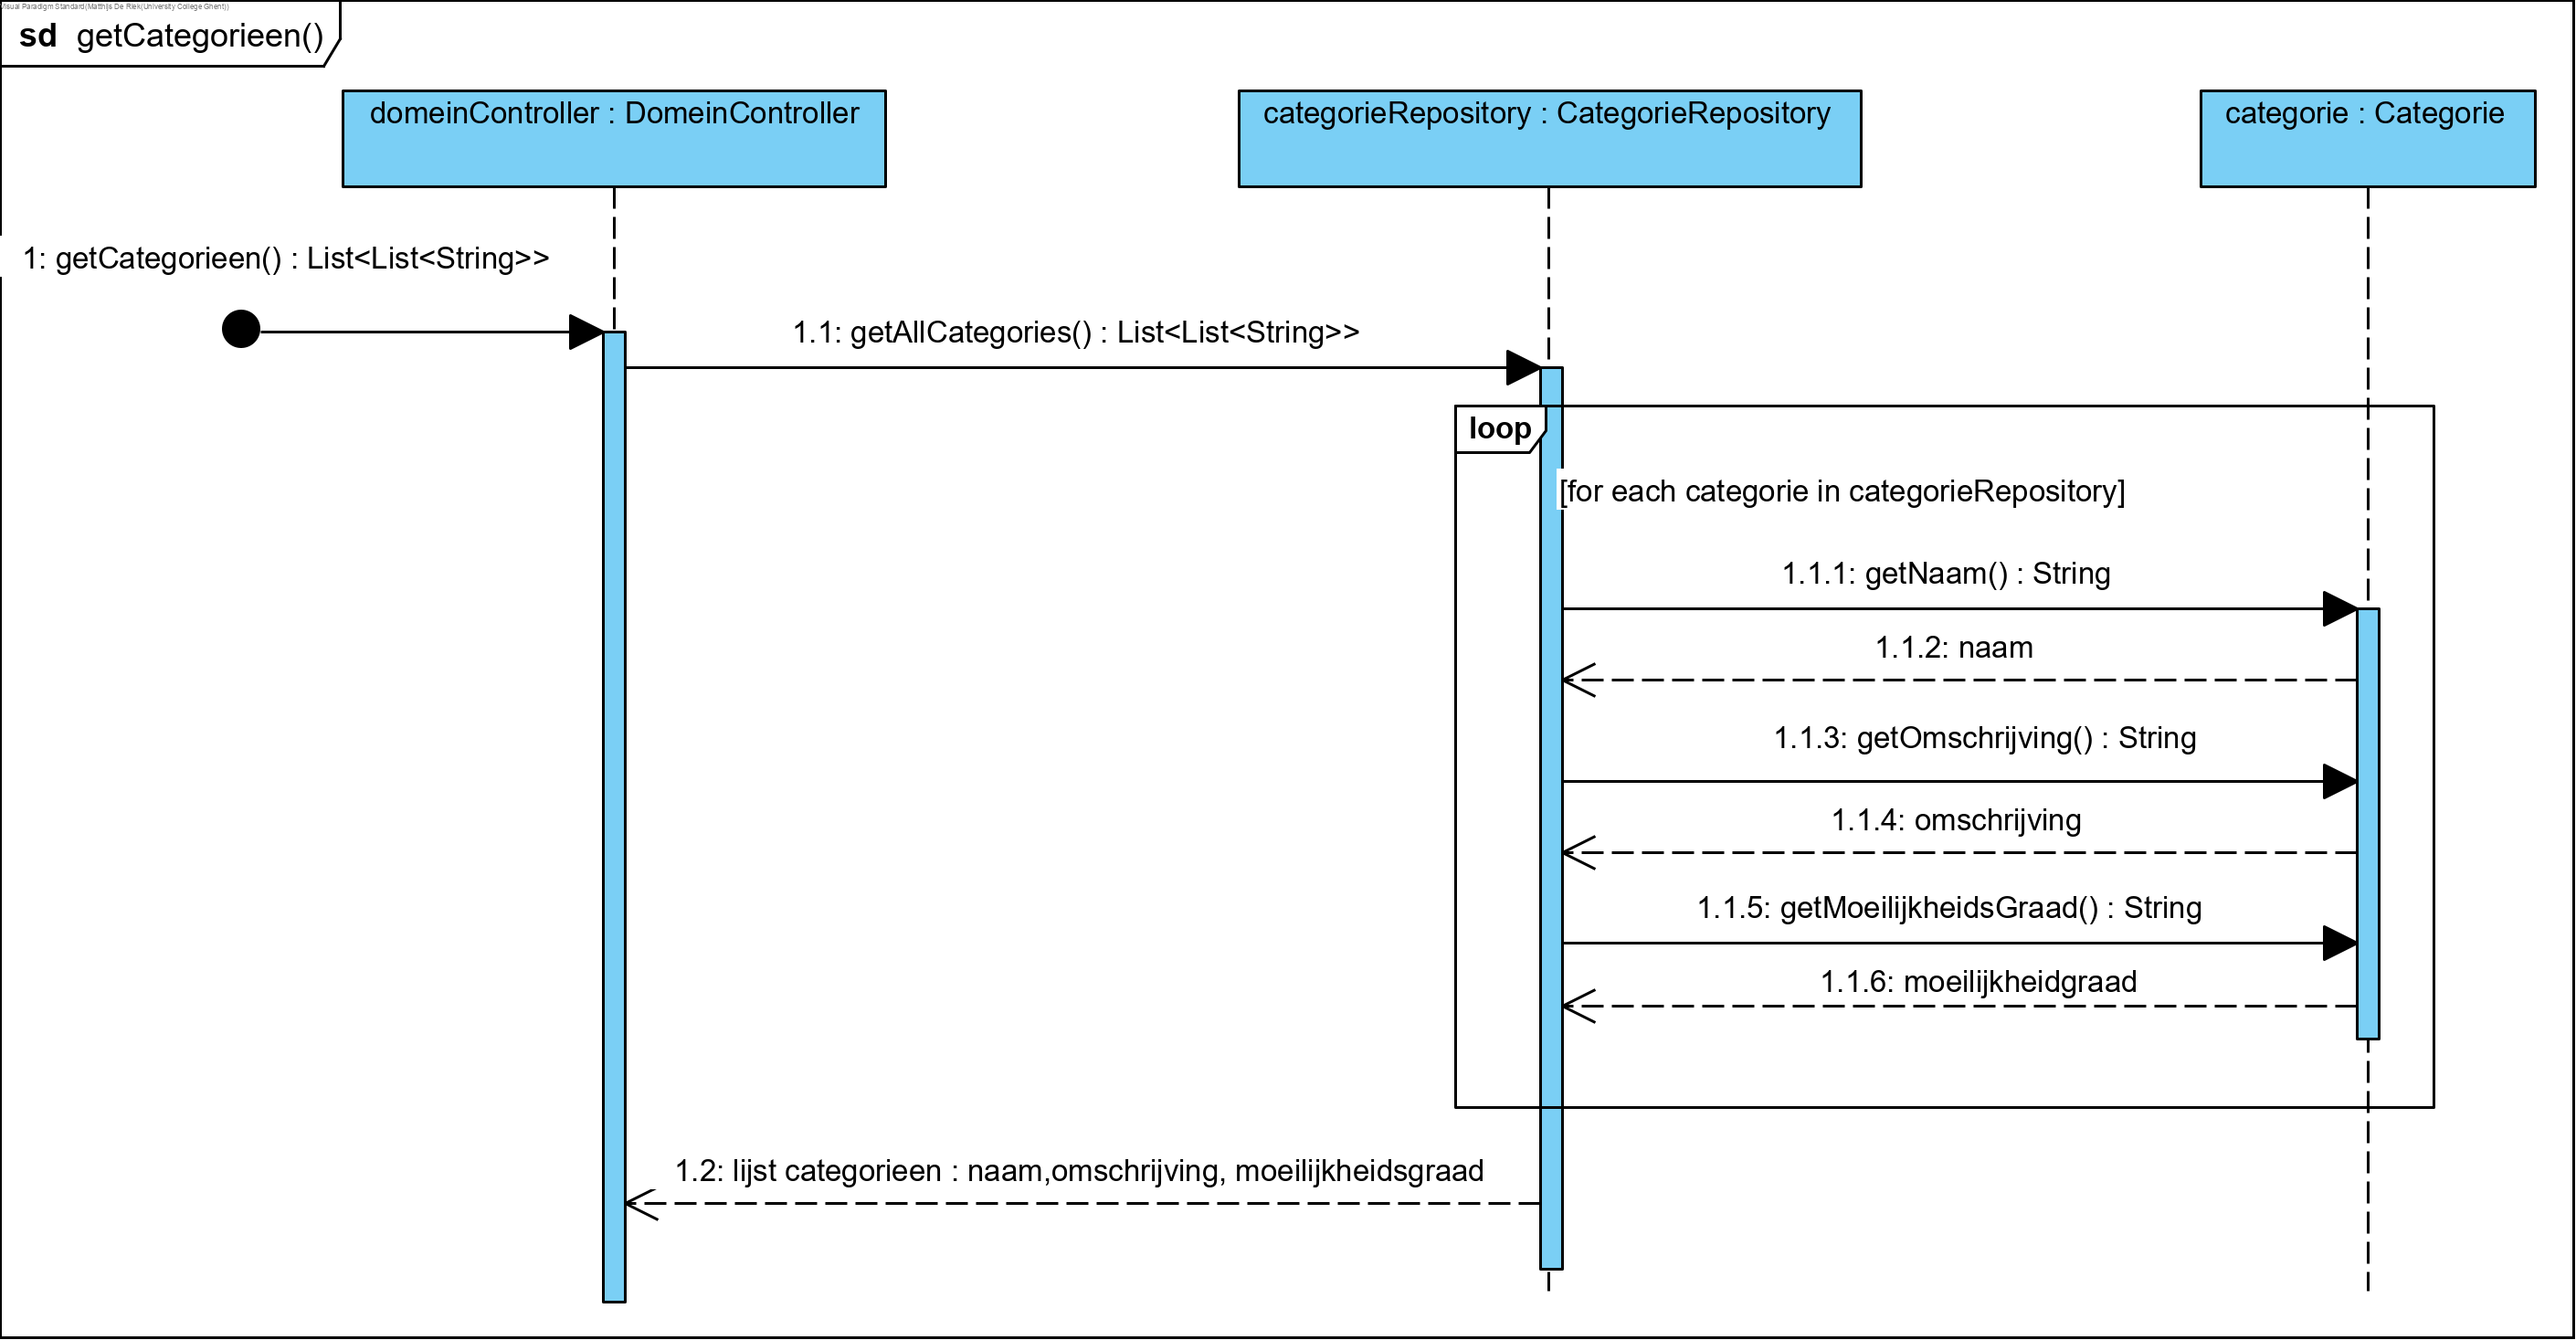 Visual Paradigm Standard(Matthijs De Riek(University College Ghent))
sd getCategorieen()
domeinController : DomeinController
categorieRepository : CategorieRepository
categorie : Categorie
1: getCategorieen() : List<List<String>>
1.1: getAllCategories() : List<List<String>>
loop
[for each categorie in categorieRepository]
1.1.1: getNaam() : String
1.1.2: naam
1.1.3: getOmschrijving() : String
1.1.4: omschrijving
1.1.5: getMoeilijkheidsGraad() : String
1.1.6: moeilijkheidgraad
1.2: lijst categorieen : naam,omschrijving, moeilijkheidsgraad